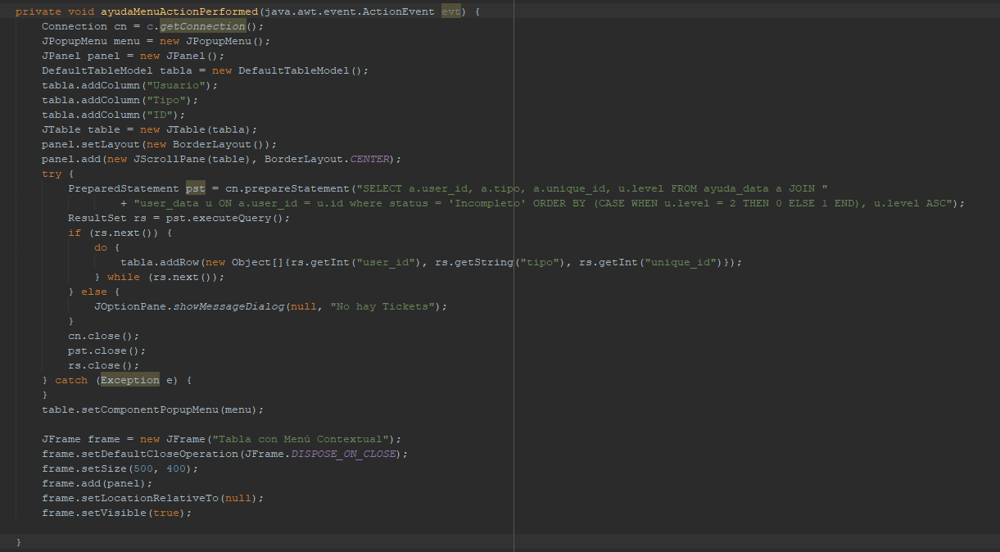 private void ayudaMenuActionPerformed(java.awt.event.ActionEvent evt) {
    Connection cn = c.getConnection();
    JPopupMenu menu = new JPopupMenu();
    JPanel panel = new JPanel();
    DefaultTableModel tabla = new DefaultTableModel();
    tabla.addColumn("Usuario");
    tabla.addColumn("Tipo");
    tabla.addColumn("ID");
    JTable table = new JTable(tabla);
    panel.setLayout(new BorderLayout());
    panel.add(new JScrollPane(table), BorderLayout.CENTER);
    try {
        PreparedStatement pst = cn.prepareStatement("SELECT a.user_id, a.tipo, a.unique_id, u.level FROM ayuda_data a JOIN "
                + "user_data u ON a.user_id = u.id where status = 'Incompleto' ORDER BY (CASE WHEN u.level = 2 THEN 0 ELSE 1 END), u.level ASC");
        ResultSet rs = pst.executeQuery();
        if (rs.next()) {
            do {
                tabla.addRow(new Object[]{rs.getInt("user_id"), rs.getString("tipo"), rs.getInt("unique_id")});
            } while (rs.next());
        } else {
            JOptionPane.showMessageDialog(null, "No hay Tickets");
        }
        cn.close();
        pst.close();
        rs.close();
    } catch (Exception e) {
    }
    table.setComponentPopupMenu(menu);

    JFrame frame = new JFrame("Tabla con Menú Contextual");
    frame.setDefaultCloseOperation(JFrame.DISPOSE_ON_CLOSE);
    frame.setSize(500, 400);
    frame.add(panel);
    frame.setLocationRelativeTo(null);
    frame.setVisible(true);

}